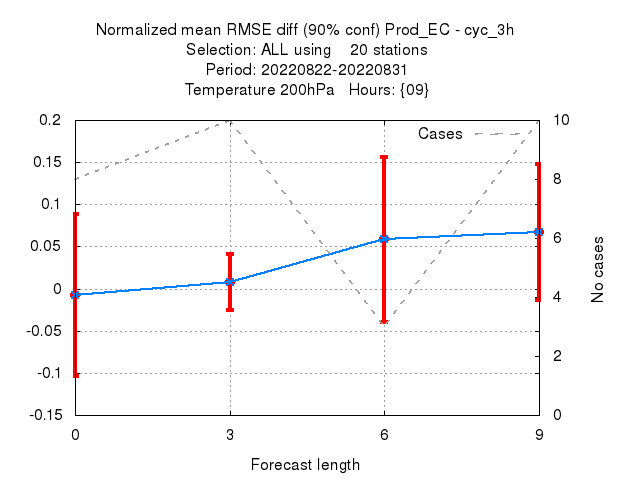 Normalized mean RMSE diff (90% conf) Prod_EC - cyc_3h
Selection: ALL using    20 stations
Period: 20220822-20220831
Temperature 200hPa   Hours: {09}
Cases
0.2
0.15
0.1
0.05
0
-0.05
-0.1
-0.15
10
8
6
4
2
0
No cases
0 3 6 9
Forecast length